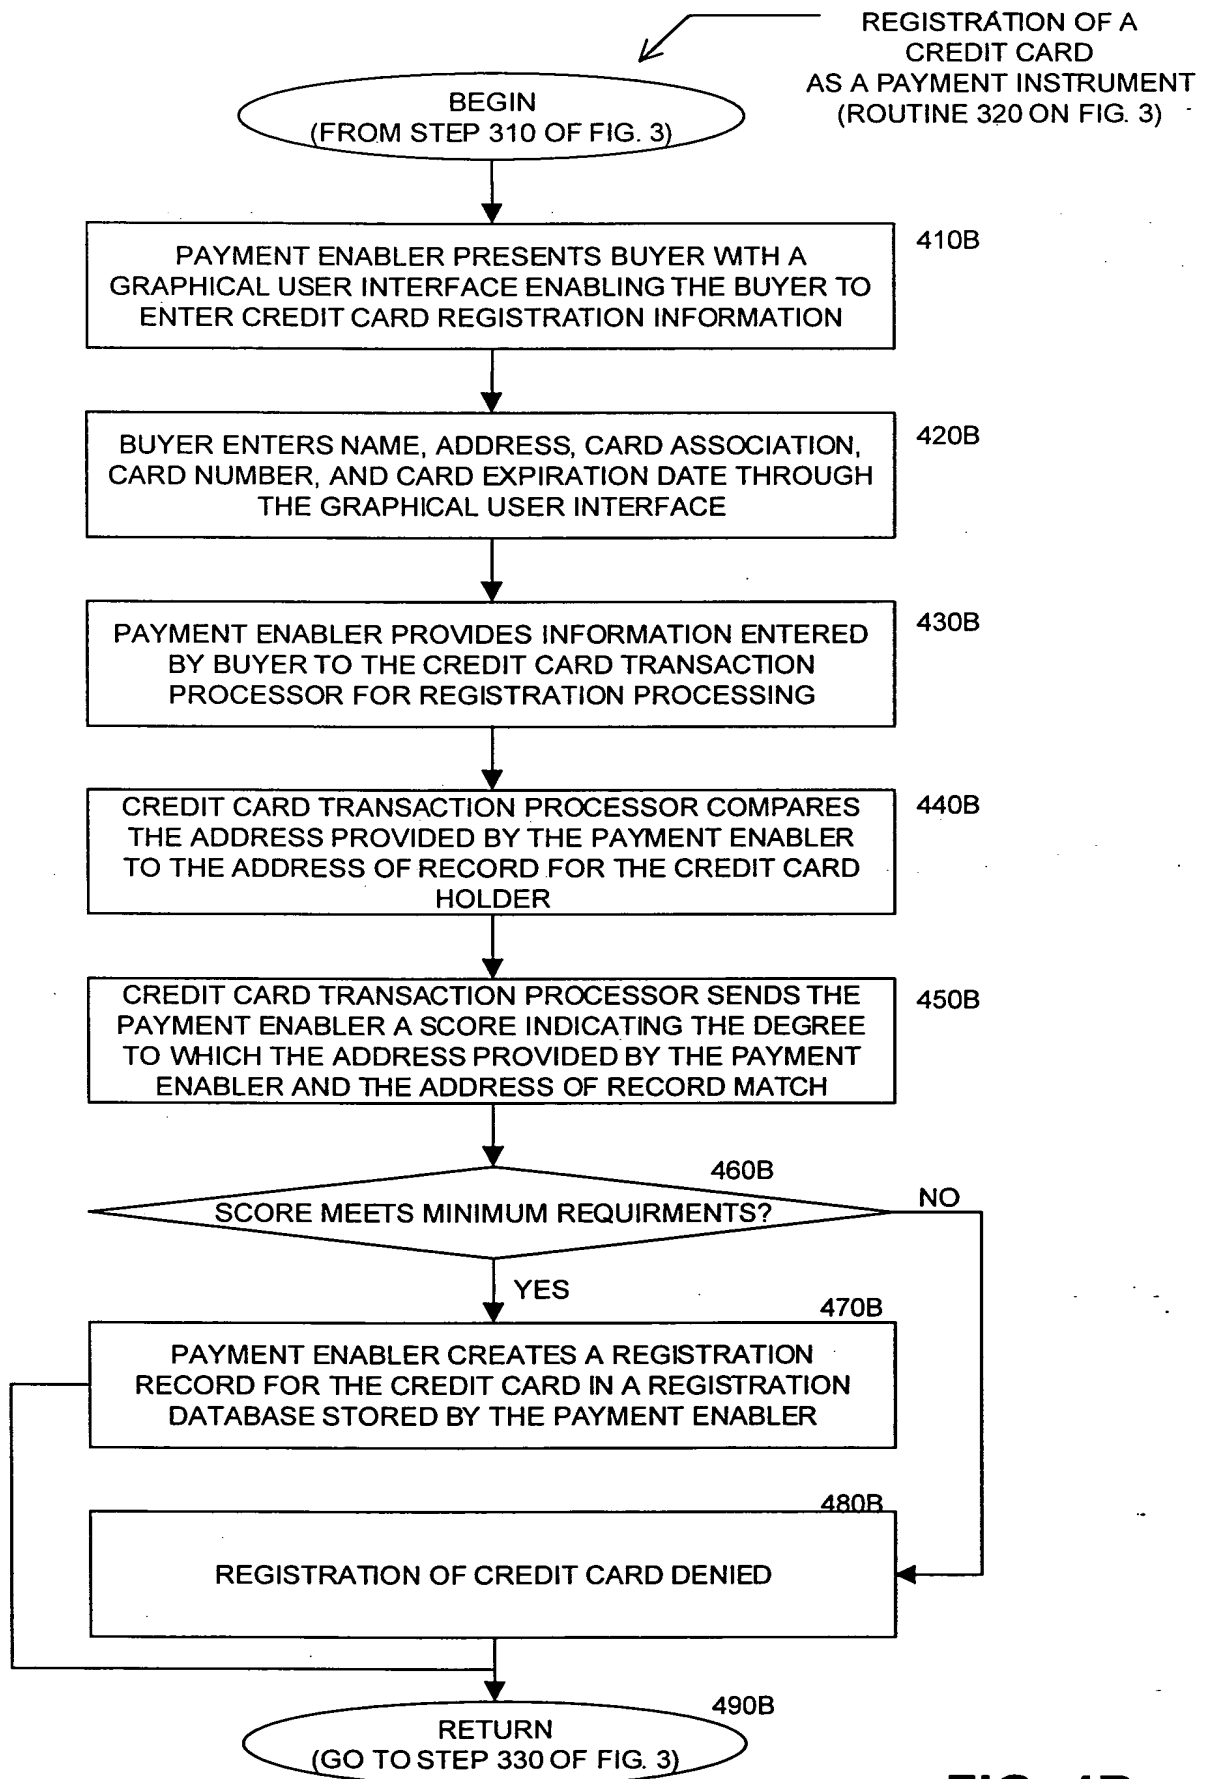 REGISTRATION OF A
CREDIT CARD
AS A PAYMENT INSTRUMENT
(ROUTINE 320 ON FIG. 3)
BEGIN
(FROM STEP 310 OF FIG. 3)
410B
PAYMENT ENABLER PRESENTS BUYER WITH A
GRAPHICAL USER INTERFACE ENABLING THE BUYER TO
ENTER CREDIT CARD REGISTRATION INFORMATION
420B
BUYER ENTERS NAME, ADDRESS, CARD ASSOCIATION,
CARD NUMBER, AND CARD EXPIRATION DATE THROUGH
THE GRAPHICAL USER INTERFACE
430B
PAYMENT ENABLER PROVIDES INFORMATION ENTERED
BY BUYER TO THE CREDIT CARD TRANSACTION
PROCESSOR FOR REGISTRATION PROCESSING
440B
CREDIT CARD TRANSACTION PROCESSOR COMPARES
THE ADDRESS PROVIDED BY THE PAYMENT ENABLER
TO THE ADDRESS OF RECORD FOR THE CREDIT CARD
HOLDER
450B
CREDIT CARD TRANSACTION PROCESSOR SENDS THE
PAYMENT ENABLER A SCORE INDICATING THE DEGREE
TO WHICH THE ADDRESS PROVIDED BY THE PAYMENT
ENABLER AND THE ADDRESS OF RECORD MATCH
460B
SCORE MEETS MINIMUM REQUIRMENTS?
NO
YES
470B
PAYMENT ENABLER CREATES A REGISTRATION
RECORD FOR THE CREDIT CARD IN A REGISTRATION
DATABASE STORED BY THE PAYMENT ENABLER
480B
REGISTRATION OF CREDIT CARD DENIED
490B
RETURN
(GO TO STEP 330 OF FIG. 3)